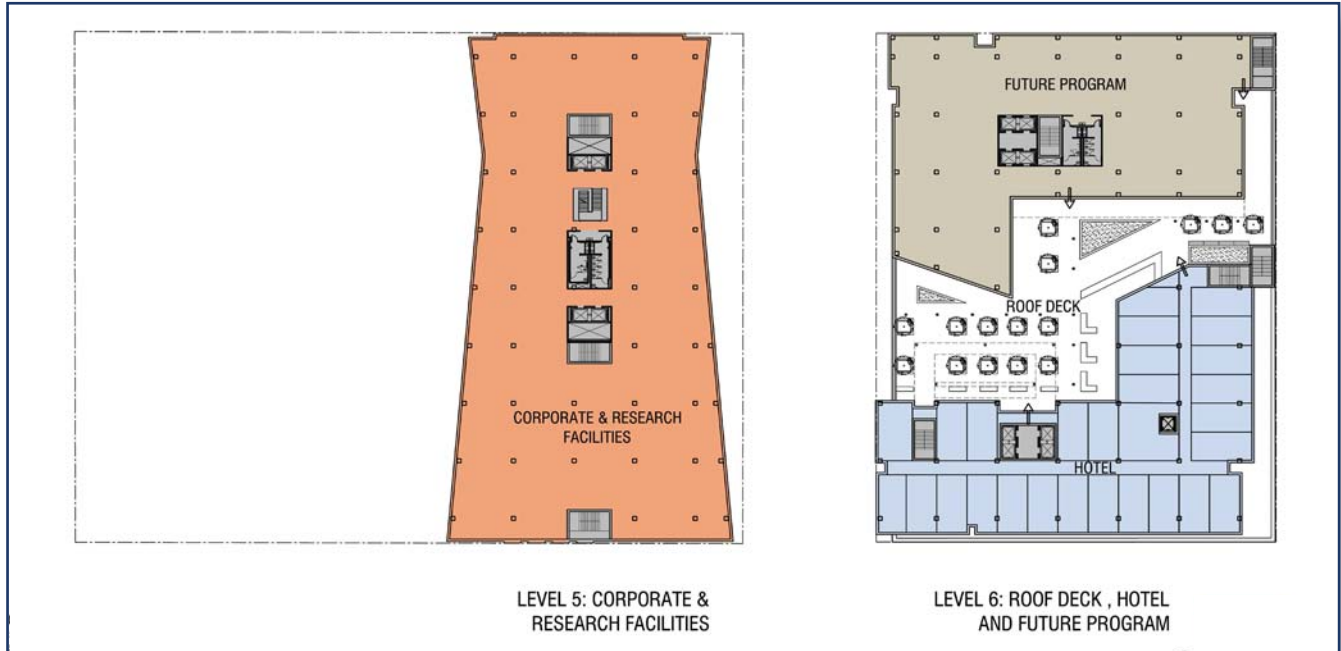 CORPORATE & RESEARCH
FACILITIES
LEVEL 5: CORPORATE &
RESEARCH FACILITIES
FUTURE PROGRAM
ROOF DECK
HOTEL
LEVEL 6: ROOF DECK , HOTEL
AND FUTURE PROGRAM